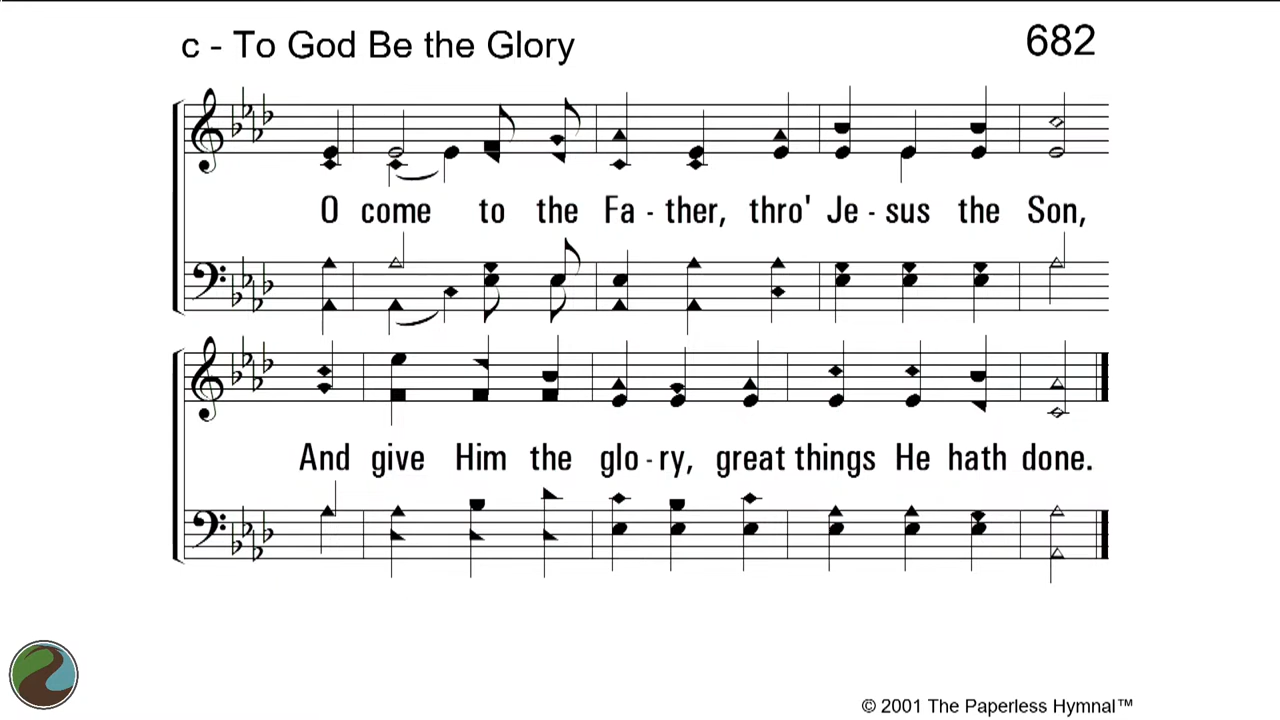 c - To God Be the Glory
682
O come to the Fa - ther, thro' Je - sus the Son,
And give Him the glo - ry, great things He hath done.
© 2001 The Paperless Hymnal™